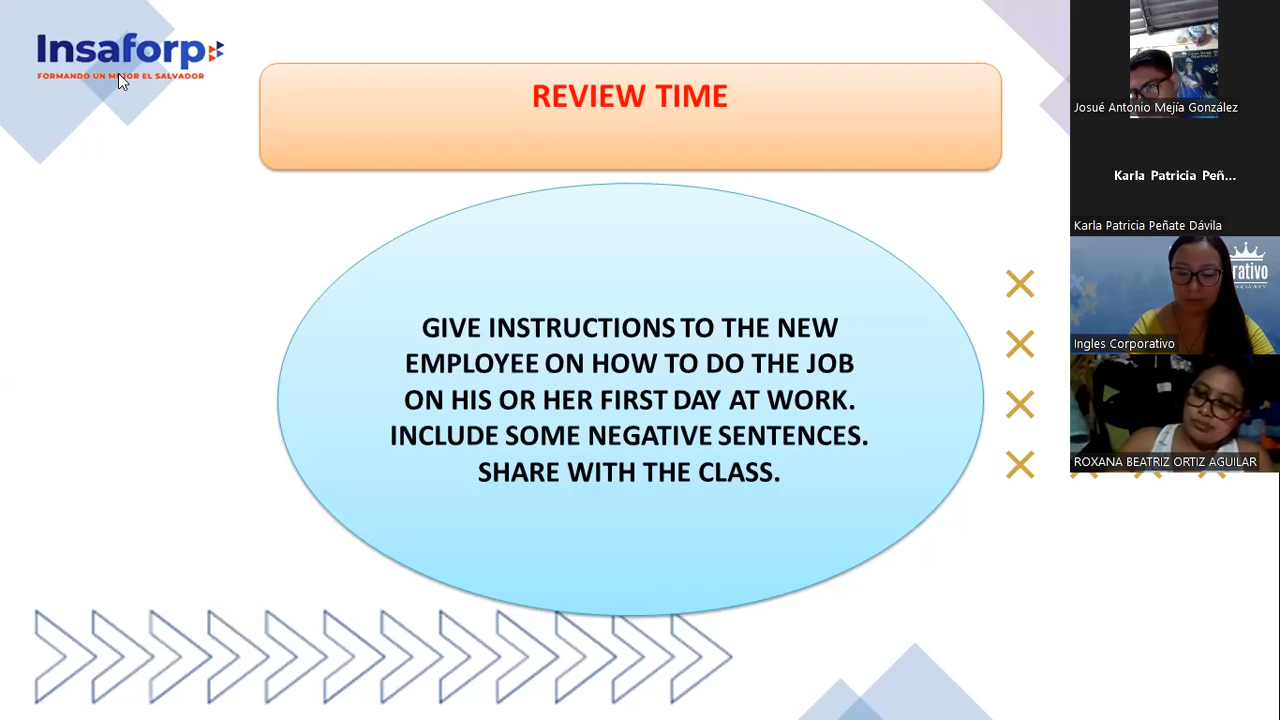 Insaforp
FORMANDO UN MEJOR EL SALVADOR
REVIEW TIME
GIVE INSTRUCTIONS TO THE NEW
EMPLOYEE ON HOW TO DO THE JOB
ON HIS OR HER FIRST DAY AT WORK.
INCLUDE SOME NEGATIVE SENTENCES.
SHARE WITH THE CLASS.
Josué Antonio Mejía González
Karla Patricia Peñ...
Karla Patricia Peñate Dávila
rativo
Ingles Corporativo
ROXANA BEATRIZ ORTIZ AGUILAR